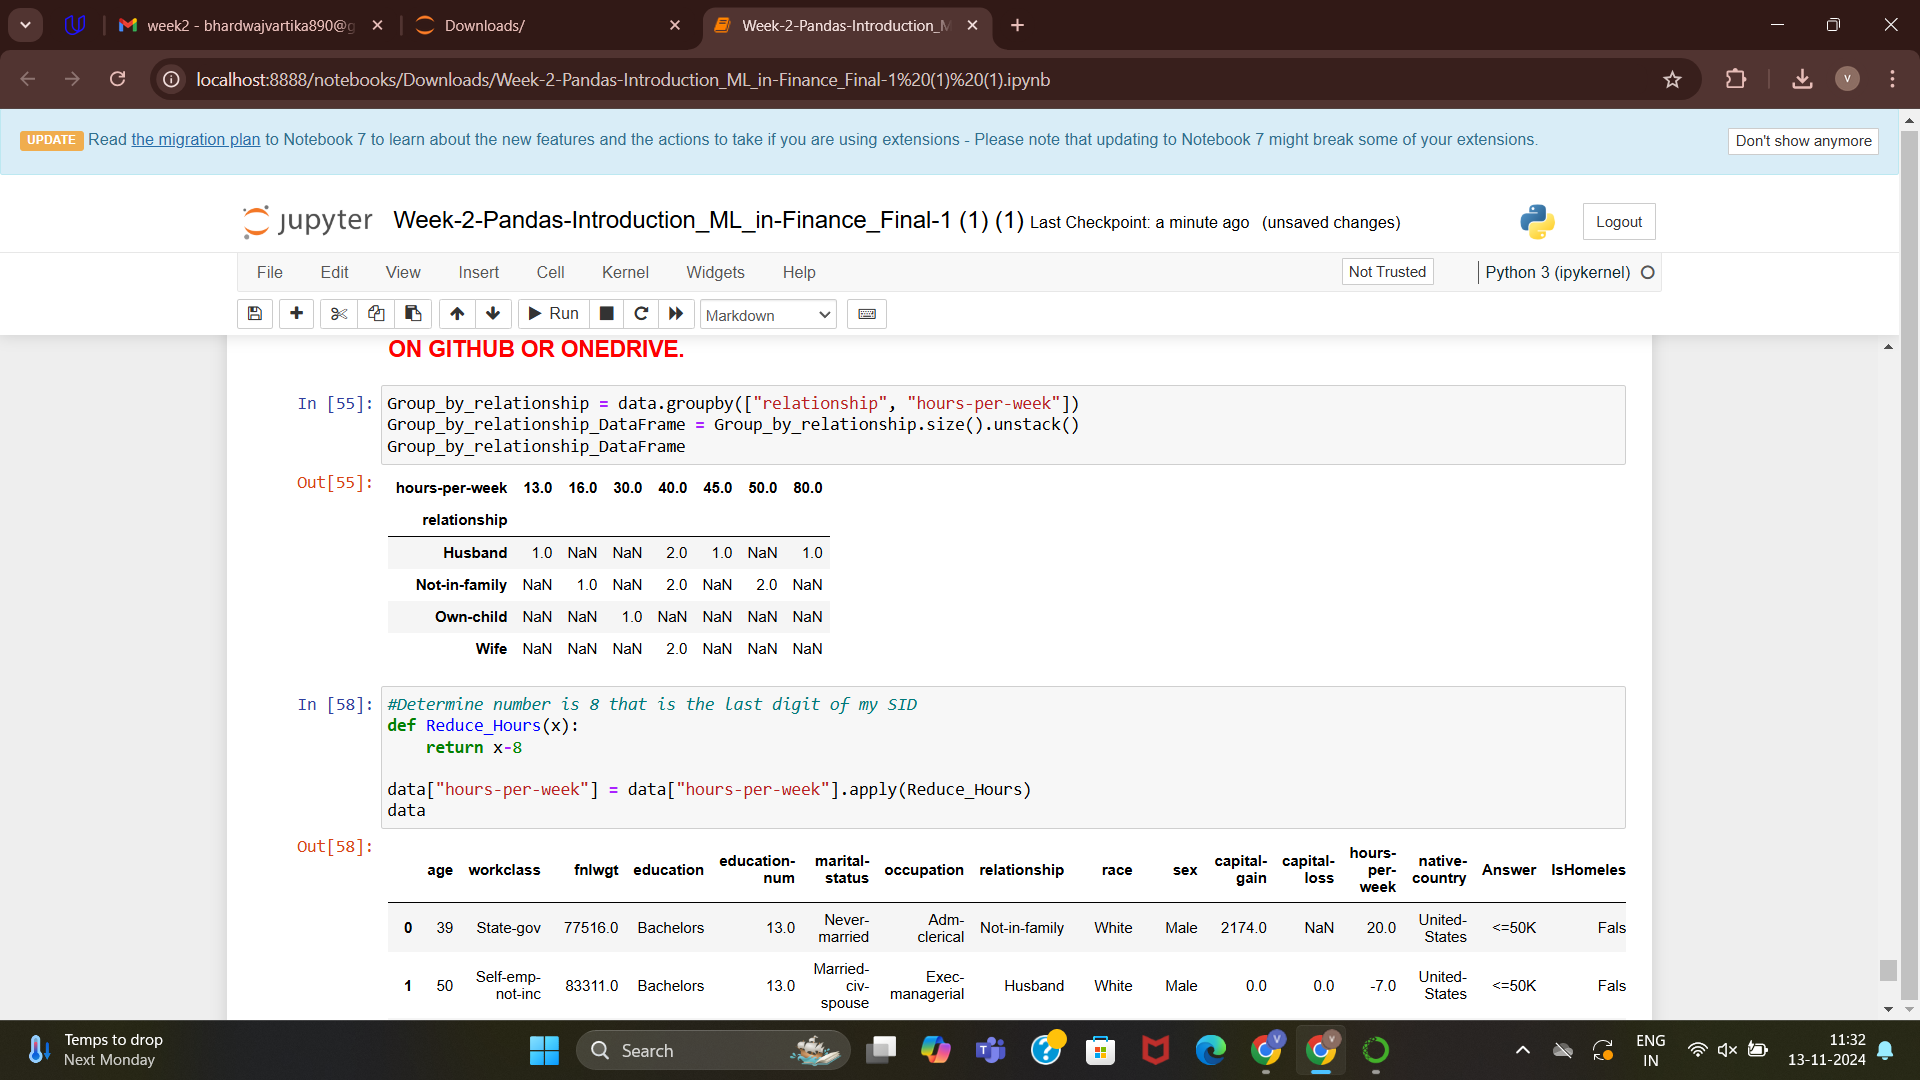 week2 - bhardwajvartika890@g
Downloads/
Week-2-Pandas-Introduction_M
localhost:8888/notebooks/Downloads/Week-2-Pandas-Introduction_ML_in-Finance_Final-1%20(1)%20(1).ipynb
V
UPDATE Read the migration plan to Notebook 7 to learn about the new features and the actions to take if you are using extensions - Please note that updating to Notebook 7 might break some of your extensions.
Don't show anymore
jupyter Week-2-Pandas-Introduction_ML_in-Finance_Final-1 (1) (1) Last Checkpoint: a minute ago (unsaved changes)
Logout
File Edit View Insert Cell Kernel Widgets Help
Not Trusted Python 3 (ipykernel)
Run Markdown
ON GITHUB OR ONEDRIVE.
In [55]: Group_by_relationship = data.groupby(["relationship", "hours-per-week"])
Group_by_relationship_DataFrame = Group_by_relationship.size().unstack()
Group_by_relationship_DataFrame
Out[55]:
hours-per-week 13.0 16.0 30.0 40.0 45.0 50.0 80.0
relationship
Husband 1.0 NaN NaN 2.0 1.0 NaN 1.0
Not-in-family NaN 1.0 NaN 2.0 NaN 2.0 NaN
Own-child NaN NaN 1.0 NaN NaN NaN NaN
Wife NaN NaN NaN 2.0 NaN NaN NaN
In [58]: #Determine number is 8 that is the last digit of my SID
def Reduce_Hours(x):
    return x-8
data["hours-per-week"] = data["hours-per-week"].apply(Reduce_Hours)
data
Out[58]:
age workclass fnlwgt education education-num marital-status occupation relationship race sex capital-gain capital-loss hours-per-week native-country Answer IsHomeles
0 39 State-gov 77516.0 Bachelors 13.0 Never-married Adm-clerical Not-in-family White Male 2174.0 NaN 20.0 United-States <=50K Fals
1 50 Self-emp-not-inc 83311.0 Bachelors 13.0 Married-civ-spouse Exec-managerial Husband White Male 0.0 0.0 -7.0 United-States <=50K Fals
Temps to drop
Next Monday
Search
ENG
IN
11:32
13-11-2024